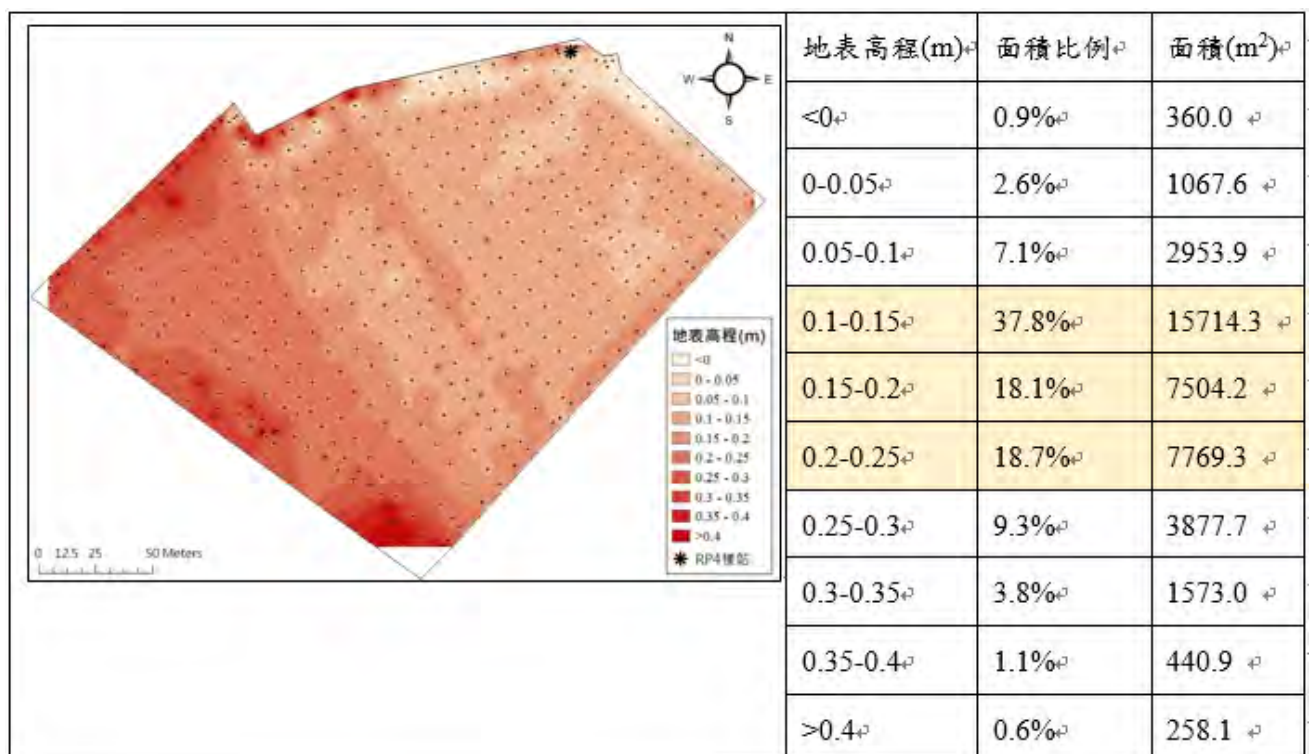 N
W
E
S
地表高程(m)
<0
0 - 0.05
0.05 - 0.1
0.1 - 0.15
0.15 - 0.2
0.2 - 0.25
0.25 - 0.3
0.3 - 0.35
0.35 - 0.4
>0.4
RP4樣站
0 12.5 25 50 Meters
地表高程(m) 面積比例 面積(m²)
<0 0.9% 360.0
0-0.05 2.6% 1067.6
0.05-0.1 7.1% 2953.9
0.1-0.15 37.8% 15714.3
0.15-0.2 18.1% 7504.2
0.2-0.25 18.7% 7769.3
0.25-0.3 9.3% 3877.7
0.3-0.35 3.8% 1573.0
0.35-0.4 1.1% 440.9
>0.4 0.6% 258.1